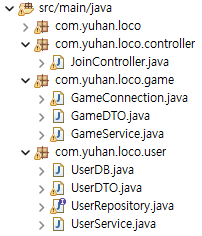 src/main/java
com.yuhan.loco
com.yuhan.loco.controller
JoinController.java
com.yuhan.loco.game
GameConnection.java
GameDTO.java
GameService.java
com.yuhan.loco.user
UserDB.java
UserDTO.java
UserRepository.java
UserService.java